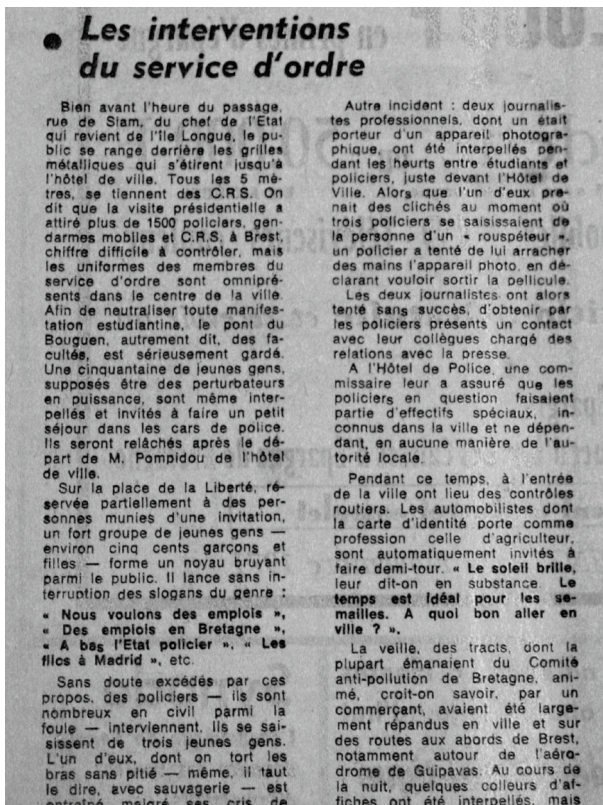 Les interventions
du service d'ordre
Bien avant l'heure du passage,
rue de Siam, du chef de l'Etat
qui revient de l'Ile Longue, le pu-
blic se range derrière les grilles
métalliques qui s'étirent jusqu'à
l'hôtel de ville. Tous les 5 mè-
tres, se tiennent des C.R.S. On
dit que la visite présidentielle a
attiré plus de 1500 policiers, gen-
darmes mobiles et C.R.S. à Brest,
chiffre difficile à contrôler, mais
les uniformes des membres du
service d'ordre sont omnipré-
sents dans le centre de la ville.
Afin de neutraliser toute manifes-
tation estudiantine, le pont du
Bouguen, autrement dit, des fa-
cultés, est sérieusement gardé.
Une cinquantaine de jeunes gens,
supposés être des perturbateurs
en puissance, sont même inter-
pellés et invités à faire un petit
séjour dans les cars de police.
Ils seront relâchés après le dé-
part de M. Pompidou de l'hôtel
de ville.
Sur la place de la Liberté, ré-
servée partiellement à des per-
sonnes munies d'une invitation,
un fort groupe de jeunes gens —
environ cinq cents garçons et
filles — forme un noyau bruyant
parmi le public. Il lance sans in-
terruption des slogans du genre :
« Nous voulons des emplois »,
« Des emplois en Bretagne »,
« A bas l'Etat policier », « Les
flics à Madrid », etc.
Sans doute excédés par ces
propos, des policiers — ils sont
nombreux en civil parmi la
foule — interviennent. Ils se sai-
sissent de trois jeunes gens.
L'un d'eux, dont on tort les
bras sans pitié — même, il faut
le dire, avec sauvagerie — est
entraîné malgré ses cris de
Autre incident : deux journalis-
tes professionnels, dont un était
porteur d'un appareil photogra-
phique, ont été interpellés pen-
dant les heurts entre étudiants et
policiers, juste devant l'Hôtel de
Ville. Alors que l'un d'eux pre-
nait des clichés au moment où
trois policiers se saisissaient de
la personne d'un « rouspéteur »,
un policier a tenté de lui arracher
des mains l'appareil photo, en dé-
clarant vouloir sortir la pellicule.
Les deux journalistes ont alors
tenté sans succès, d'obtenir par
les policiers présents un contact
avec leur collègues chargé des
relations avec la presse.
A l'Hôtel de Police, une com-
missaire leur a assuré que les
policiers en question faisaient
partie d'effectifs spéciaux, in-
connus dans la ville et ne dépen-
dant, en aucune manière de l'au-
torité locale.
Pendant ce temps, à l'entrée
de la ville ont lieu des contrôles
routiers. Les automobilistes dont
la carte d'identité porte comme
profession celle d'agriculteur,
sont automatiquement invités à
faire demi-tour. « Le soleil brille,
leur dit-on en substance. Le
temps est idéal pour les se-
mailles. A quoi bon aller en
ville ? ».
La veille, des tracts, dont la
plupart émanaient du Comité
anti-pollution de Bretagne, ani-
mé, croit-on savoir, par un
commerçant, avaient été large-
ment répandus en ville et sur
des routes aux abords de Brest,
notamment autour de l'aéro-
drome de Guipavas. Au cours de
la nuit, quelques colleurs d'af-
fiches ont été interpellés, mais